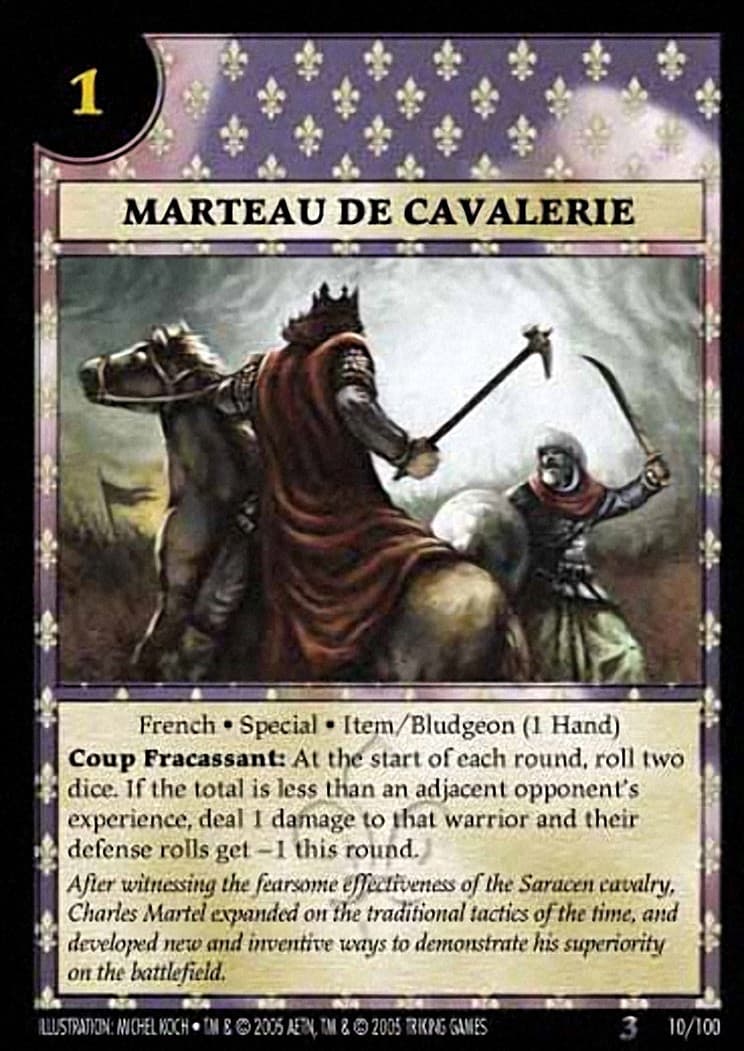 1
MARTEAU DE CAVALERIE
French • Special • Item/Bludgeon (1 Hand)
Coup Fracassant: At the start of each round, roll two
dice. If the total is less than an adjacent opponent's
experience, deal 1 damage to that warrior and their
defense rolls get –1 this round.
After witnessing the fearsome effectiveness of the Saracen cavalry,
Charles Martel expanded on the traditional tactics of the time, and
developed new and inventive ways to demonstrate his superiority
on the battlefield.
ILLUSTRATION: MICHEL KOCH • TM & © 2005 AETN, TM & © 2005 TRIKING GAMES 3 10/100